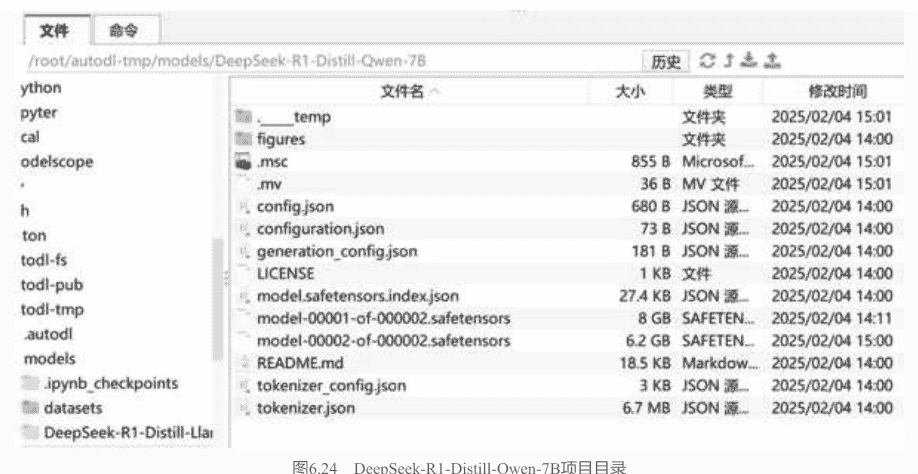 文件 命令
/root/autodl-tmp/models/DeepSeek-R1-Distill-Qwen-7B 历史
ython
pyter
cal
odelscope
h
ton
todl-fs
todl-pub
todl-tmp
.autodl
models
.ipynb_checkpoints
datasets
DeepSeek-R1-Distill-Llar
文件名 大小 类型 修改时间
.____temp 文件夹 2025/02/04 15:01
figures 文件夹 2025/02/04 14:00
.msc 855 B Microsof... 2025/02/04 15:01
.mv 36 B MV 文件 2025/02/04 15:01
config.json 680 B JSON 源... 2025/02/04 14:00
configuration.json 73 B JSON 源... 2025/02/04 14:00
generation_config.json 181 B JSON 源... 2025/02/04 14:00
LICENSE 1 KB 文件 2025/02/04 14:00
model.safetensors.index.json 27.4 KB JSON 源... 2025/02/04 14:00
model-00001-of-000002.safetensors 8 GB SAFETEN... 2025/02/04 14:11
model-00002-of-000002.safetensors 6.2 GB SAFETEN... 2025/02/04 15:00
README.md 18.5 KB Markdow... 2025/02/04 14:00
tokenizer_config.json 3 KB JSON 源... 2025/02/04 14:00
tokenizer.json 6.7 MB JSON 源... 2025/02/04 14:00
图6.24 DeepSeek-R1-Distill-Qwen-7B项目目录